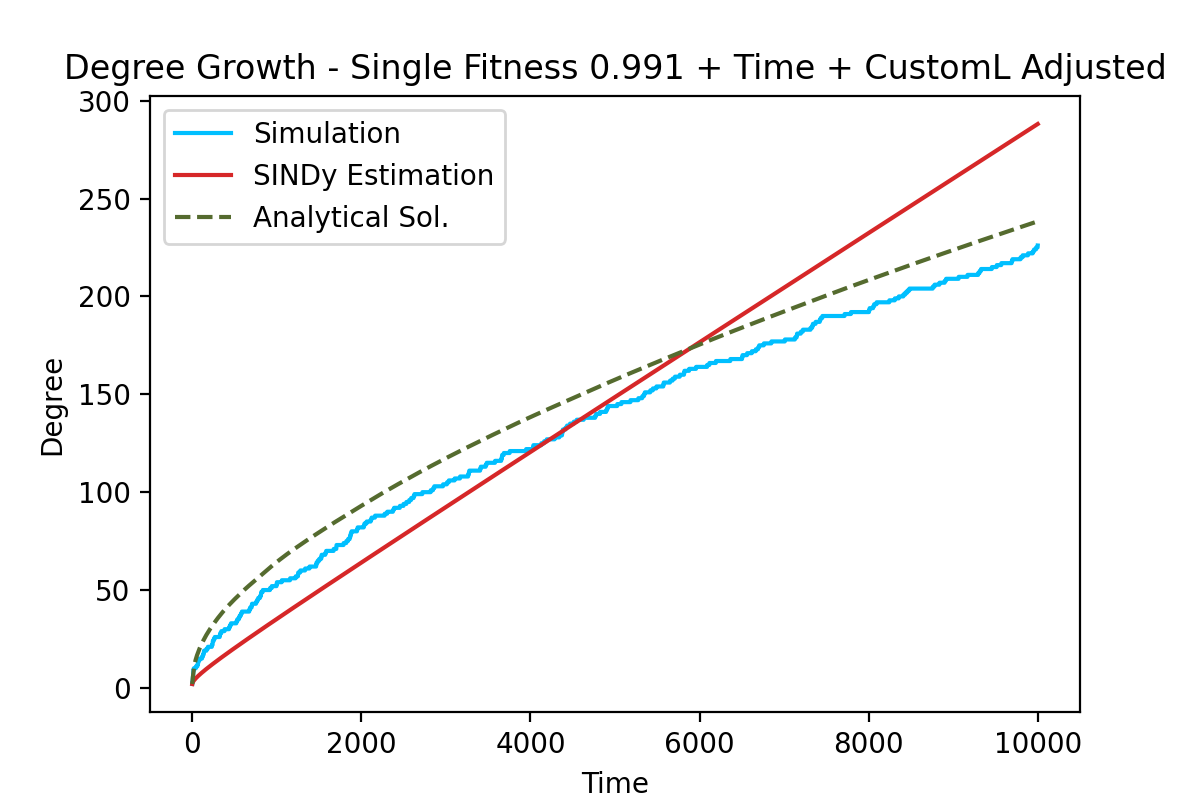 Degree Growth - Single Fitness 0.991 + Time + CustomL Adjusted
300
250
200
150
100
50
0
Degree
Simulation
SINDy Estimation
Analytical Sol.
0 2000 4000 6000 8000 10000
Time